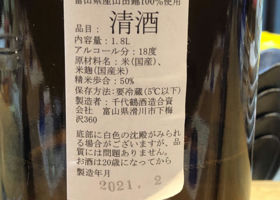 富山県産山田錦100%使用
品目：清酒
内容量：1.8L
アルコール分：18度
原材料名：米(国産)、
米麹(国産米)
精米歩合：50%
保存方法：要冷蔵(5℃以下)
製造者：千代鶴酒造合資
会社 富山県滑川市下梅
沢360
底部に白色の沈殿がみられ
る場合がございますが、品
質には問題ありません。
お酒は20歳になってから
製造年月
2021. 2